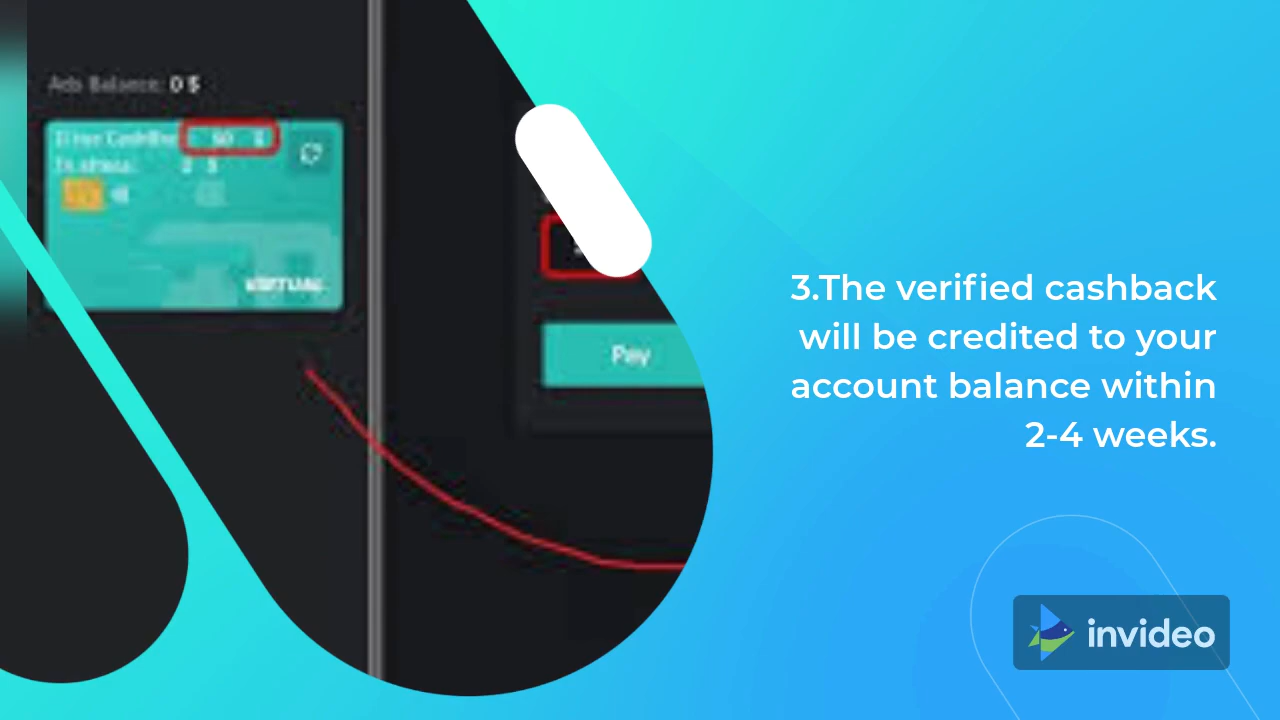 Ads Balance: 0 $
VIRTUAL
Pay
3.The verified cashback
will be credited to your
account balance within
2-4 weeks.
invideo